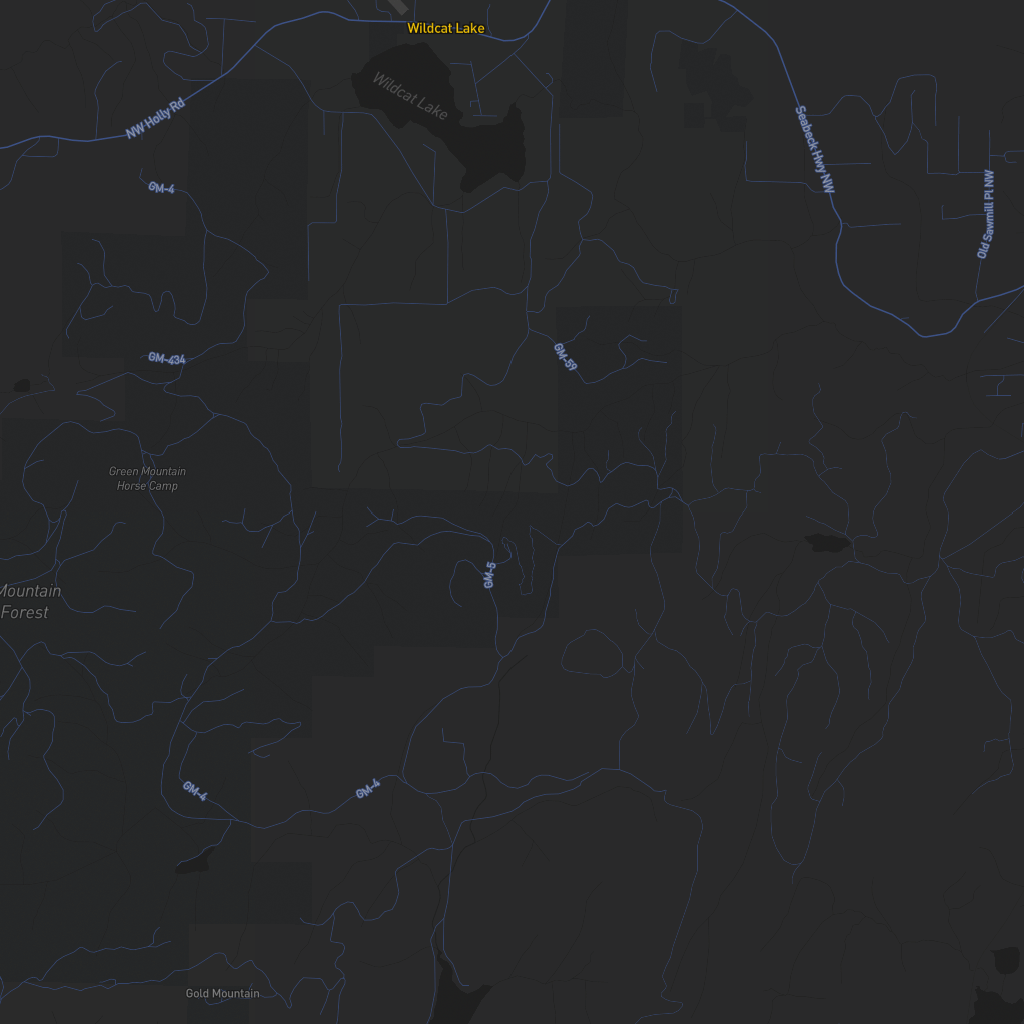 Wildcat Lake
Wildcat Lake
NW Holly Rd
Seabeck Hwy NW
GM-4
Old Sawmill Pl NW
GM-434
GM-59
Green Mountain
Horse Camp
GM-5
Mountain
Forest
GM-4
GM-4
Gold Mountain